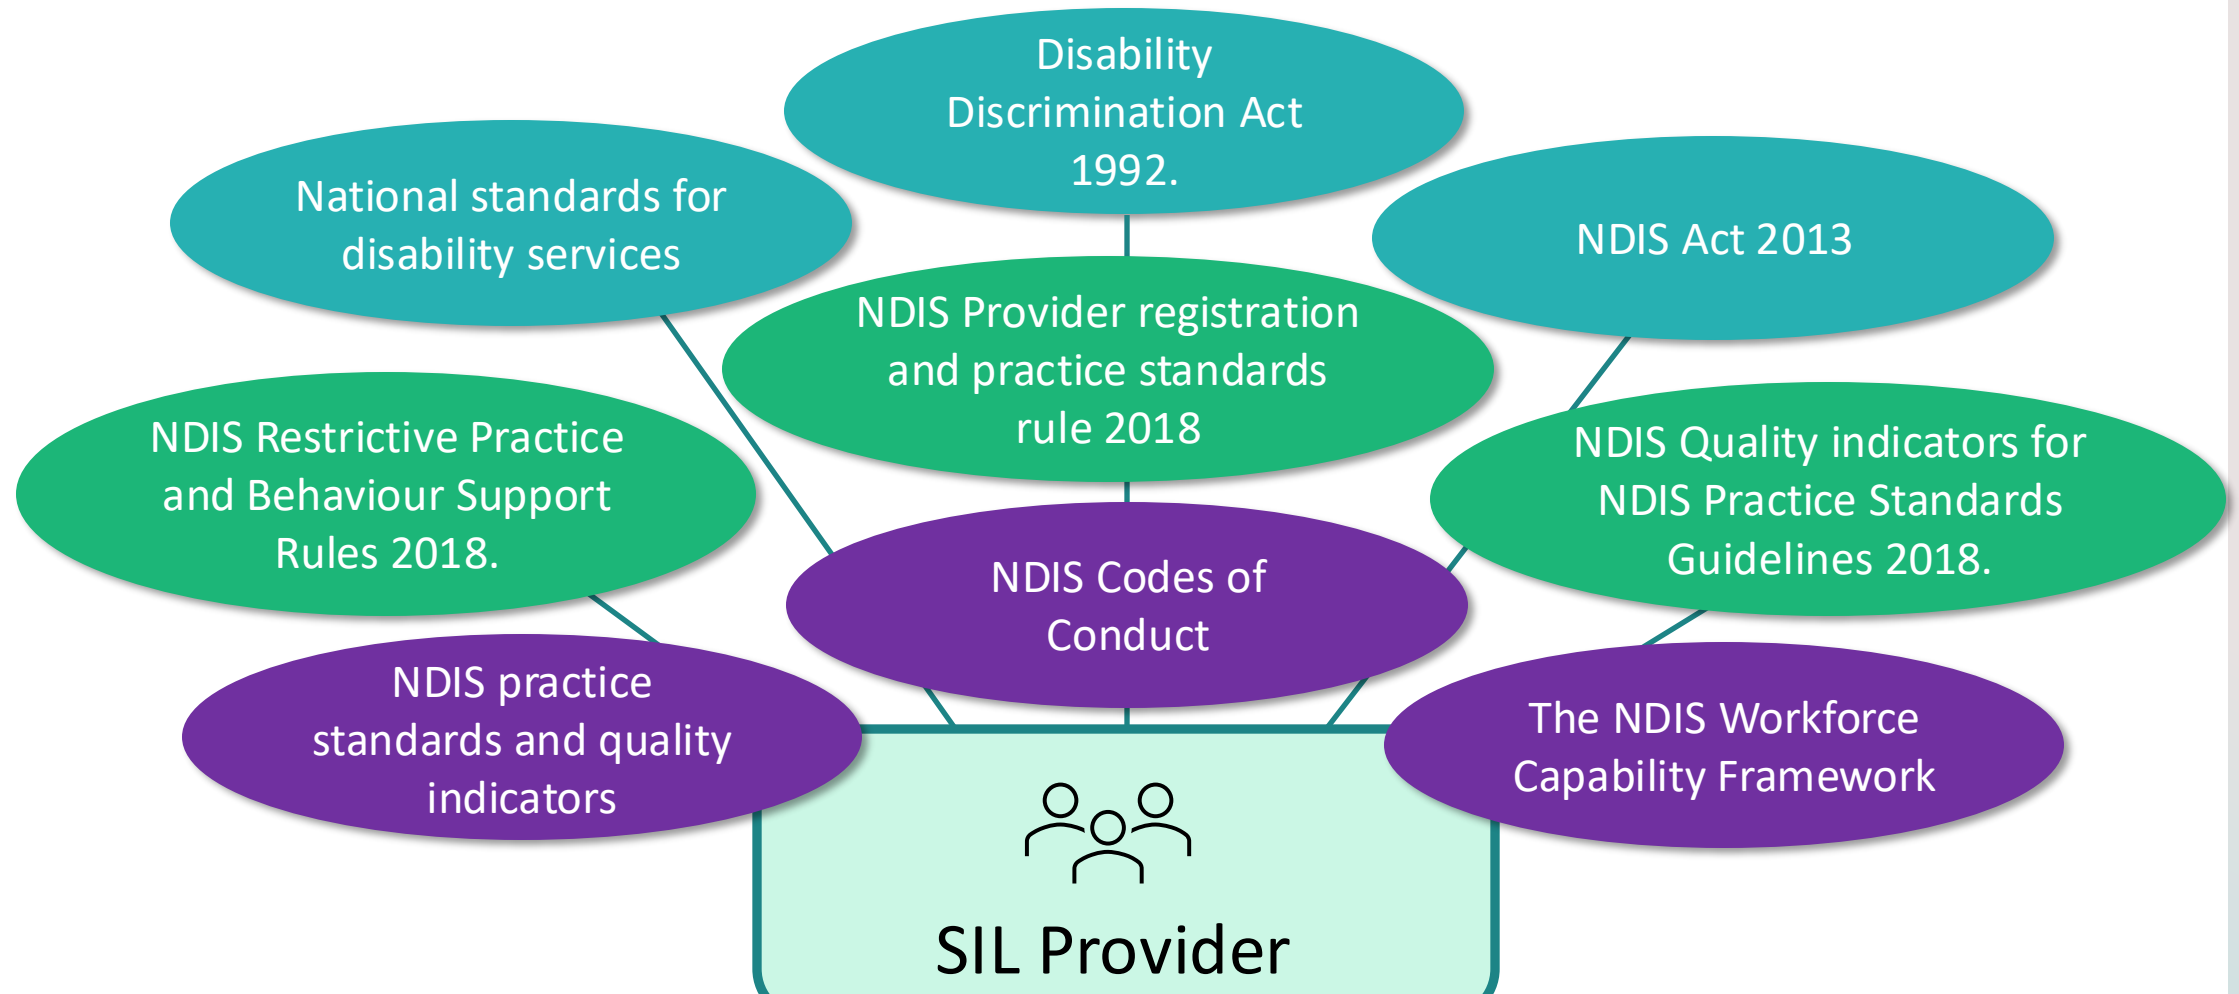 Disability
Discrimination Act
1992.
National standards for
disability services
NDIS Act 2013
NDIS Provider registration
and practice standards
rule 2018
NDIS Restrictive Practice
and Behaviour Support
Rules 2018.
NDIS Quality indicators for
NDIS Practice Standards
Guidelines 2018.
NDIS Codes of
Conduct
NDIS practice
standards and quality
indicators
The NDIS Workforce
Capability Framework
SIL Provider